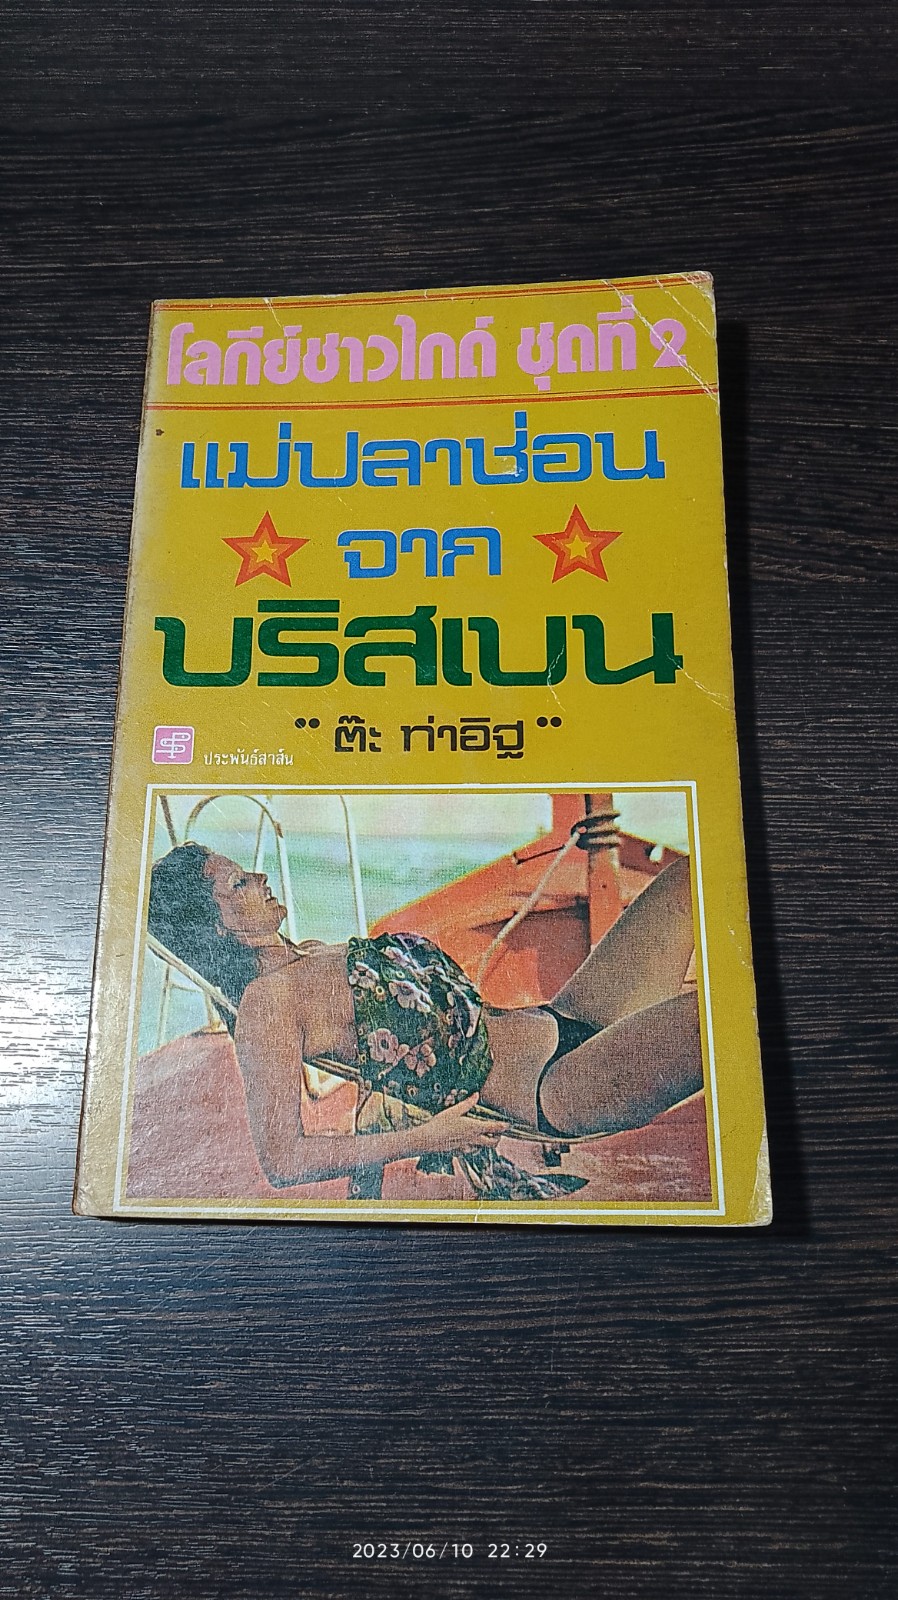 โลกีย์ชาวไกด์ ชุดที่ 2
แม่ปลาช่อน
จาก
บริสเบน
"ต๊ะ ท่าอิฐ"
ประพันธ์สาส์น
2023/06/10 22:29